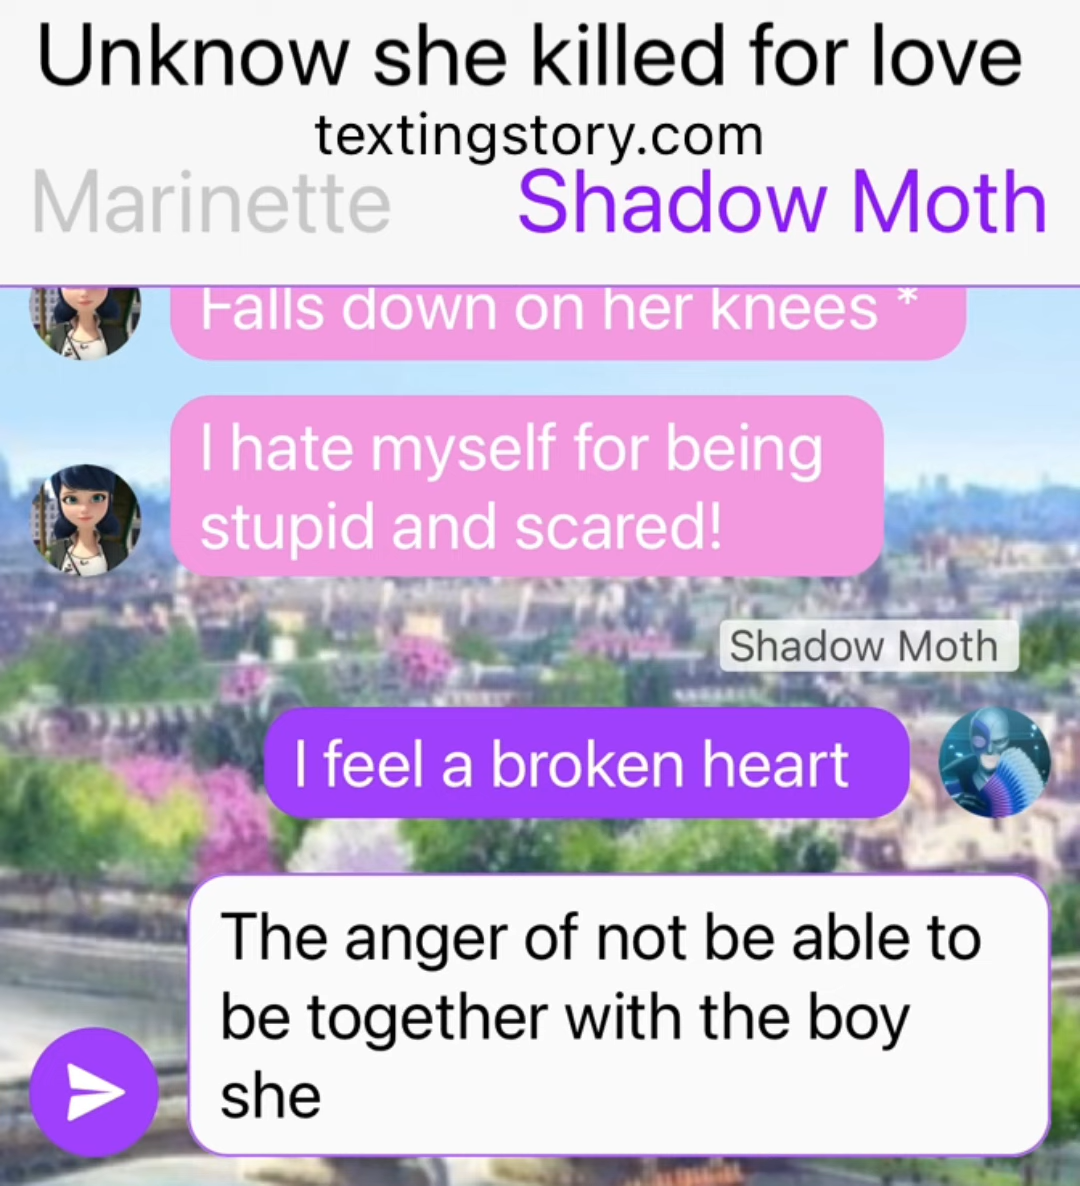 Unknow she killed for love
textingstory.com
Marinette Shadow Moth
Falls down on her knees *
I hate myself for being
stupid and scared!
Shadow Moth
I feel a broken heart
The anger of not be able to
be together with the boy
she